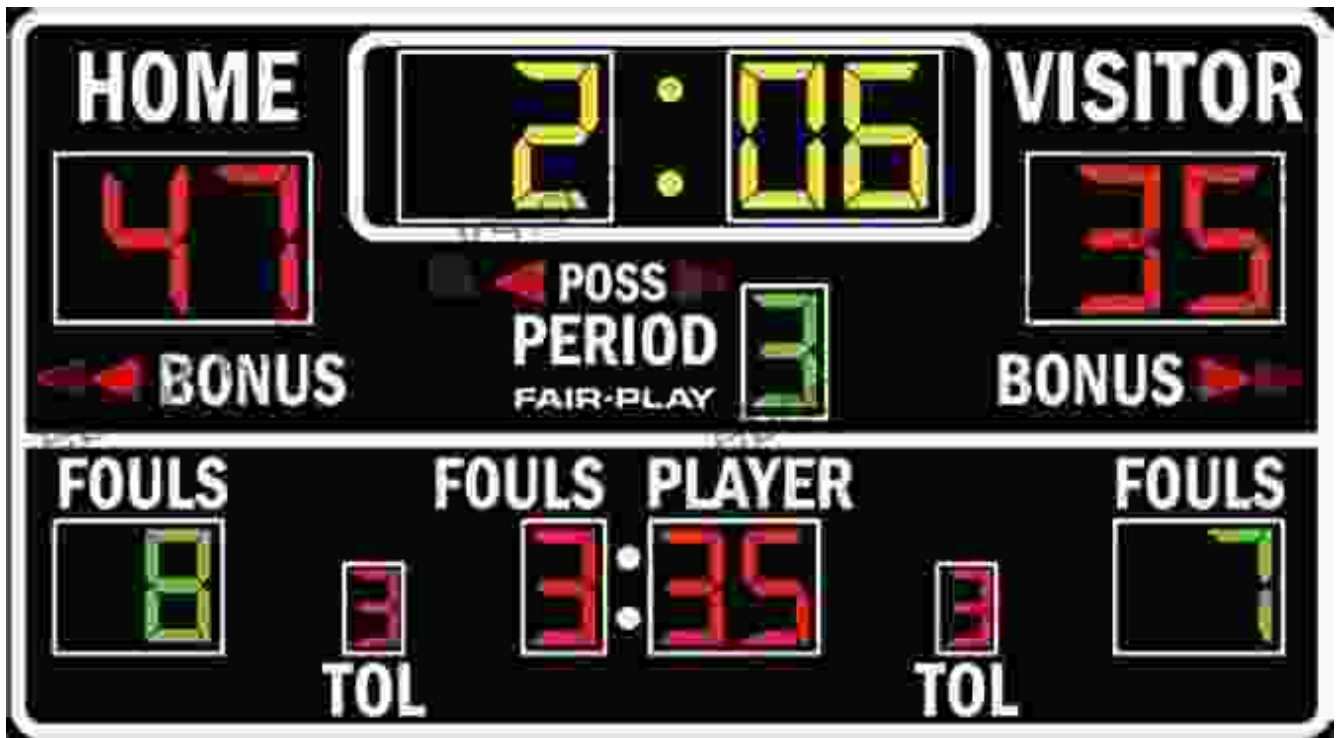 HOME 2:06 VISITOR
47 35
POSS
PERIOD 3
BONUS FAIR-PLAY BONUS
FOULS FOULS PLAYER FOULS
8 3 3:35 3 7
TOL TOL